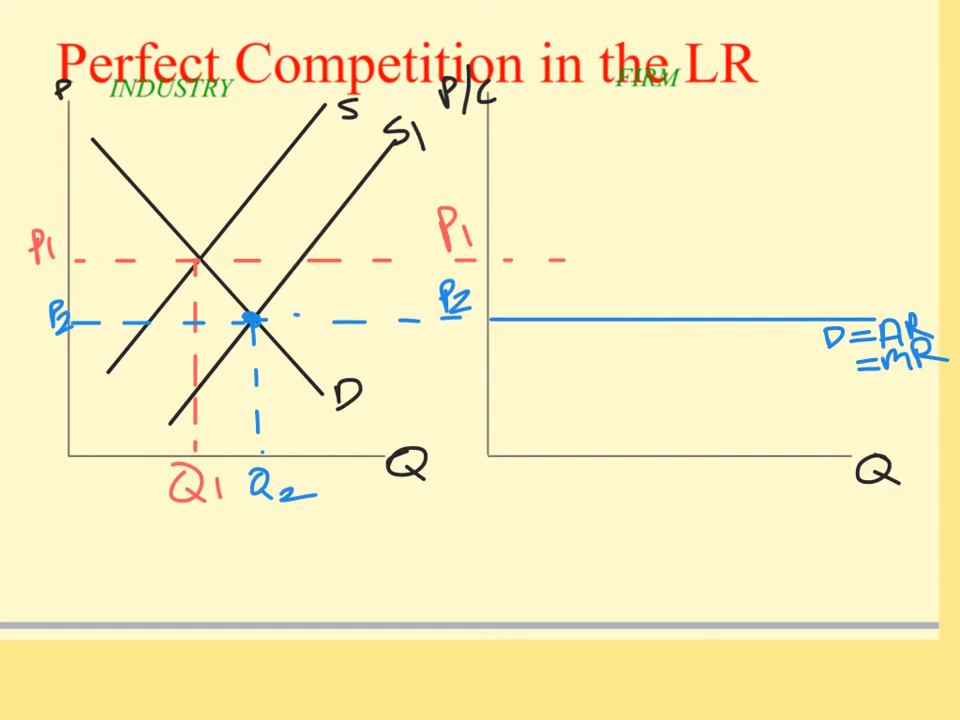 Perfect Competition in the LR
INDUSTRY
FIRM
P
S
S1
P/C
P1
P1
P2
P2
D
D = AR
= MR
Q1
Q2
Q
Q